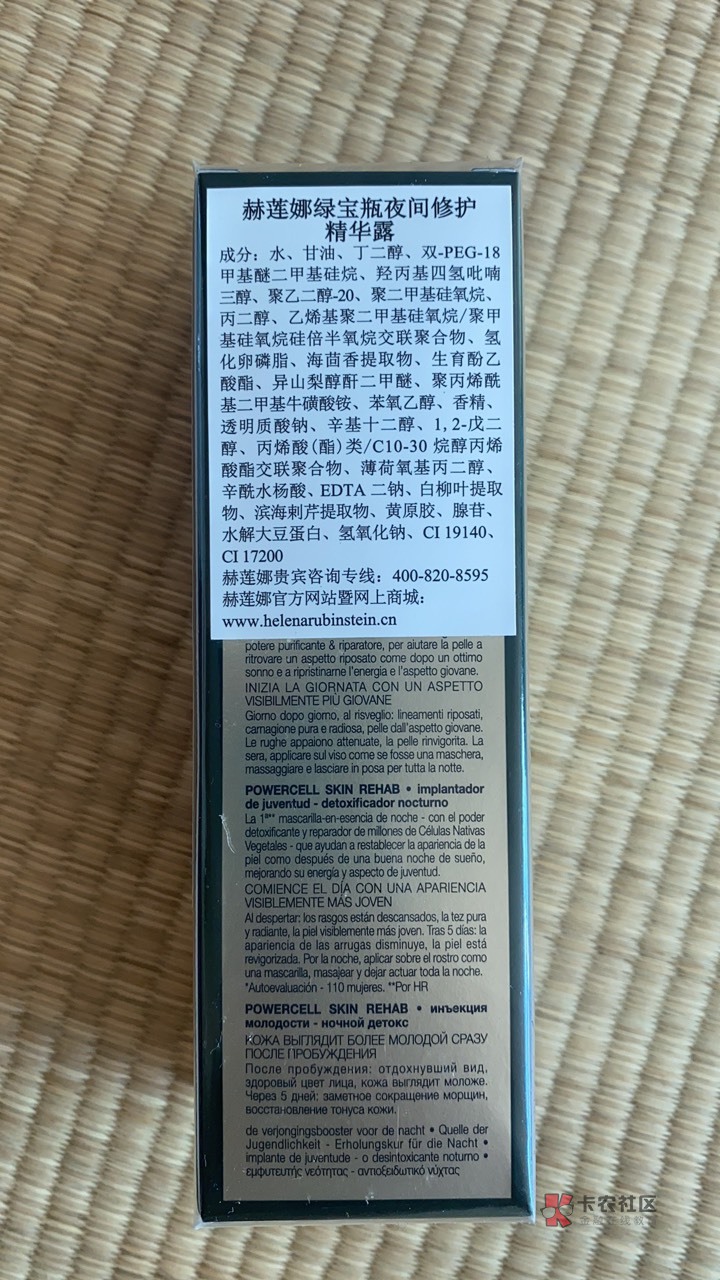 赫莲娜绿宝瓶夜间修护
精华露
成分：水、甘油、丁二醇、双-PEG-18
甲基醚二甲基硅烷、羟丙基四氢吡喃
三醇、聚乙二醇-20、聚二甲基硅氧烷、
丙二醇、乙烯基聚二甲基硅氧烷/聚甲
基硅氧烷硅倍半氧烷交联聚合物、氢
化卵磷脂、海茴香提取物、生育酚乙
酸酯、异山梨醇酐二甲醚、聚丙烯酰
基二甲基牛磺酸铵、苯氧乙醇、香精、
透明质酸钠、辛基十二醇、1, 2-戊二
醇、丙烯酸(酯)类/C10-30 烷醇丙烯
酸酯交联聚合物、薄荷氧基丙二醇、
辛酰水杨酸、EDTA 二钠、白柳叶提取
物、滨海刺芹提取物、黄原胶、腺苷、
水解大豆蛋白、氢氧化钠、CI 19140、
CI 17200
赫莲娜贵宾咨询专线：400-820-8595
赫莲娜官方网站暨网上商城：
www.helenarubinstein.cn
potere purificante & riparatore, per aiutare la pelle a
ritrovare un aspetto riposato come dopo un ottimo
sonno e a ripristinarne l'energia e l'aspetto giovane.
INIZIA LA GIORNATA CON UN ASPETTO
VISIBILMENTE PIÙ GIOVANE
Giorno dopo giorno, al risveglio: lineamenti riposati,
carnagione pura e radiosa, pelle dall'aspetto giovane.
Le rughe appaiono attenuate, la pelle rinvigorita. La
sera, applicare sul viso come se fosse una maschera,
massaggiare e lasciare in posa per tutta la notte.
POWERCELL SKIN REHAB • implantador
de juventud - detoxificador nocturno
La 1ª** mascarilla-en-esencia de noche - con el poder
detoxificante y reparador de millones de Células Nativas
Vegetales - que ayudan a restablecer la apariencia de la
piel como después de una buena noche de sueño,
mejorando su energía y aspecto de juventud.
COMIENCE EL DÍA CON UNA APARIENCIA
VISIBLEMENTE MÁS JOVEN
Al despertar: los rasgos están descansados, la tez pura
y radiante, la piel visiblemente más joven. Tras 5 días: la
apariencia de las arrugas disminuye, la piel está
revigorizada. Por la noche, aplicar sobre el rostro como
una mascarilla, masajear y dejar actuar toda la noche.
*Autoevaluación - 110 mujeres. **Por HR
POWERCELL SKIN REHAB • инъекция
молодости - ночной детокс
КОЖА ВЫГЛЯДИТ БОЛЕЕ МОЛОДОЙ СРАЗУ
ПОСЛЕ ПРОБУЖДЕНИЯ
После пробуждения: отдохнувший вид,
здоровый цвет лица, кожа выглядит моложе.
Через 5 дней: заметное сокращение морщин,
восстановление тонуса кожи.
de verjongingsbooster voor de nacht • Quelle der
Jugendlichkeit - Erholungskur für die Nacht •
implante de juventude - o desintoxicante noturno •
εμφυτευτής νεότητας - αντιοξειδωτικό νύχτας
卡农社区